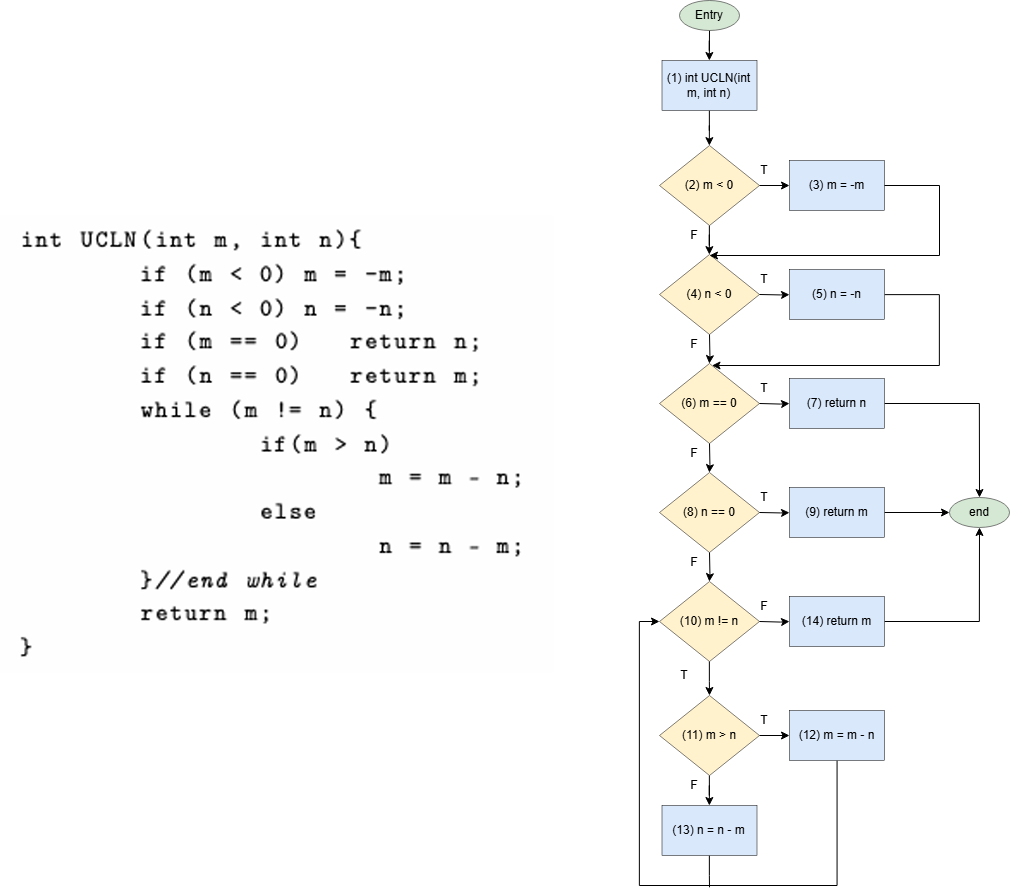 int UCLN(int m, int n){
if (m < 0) m = -m;
if (n < 0) n = -n;
if (m == 0) return n;
if (n == 0) return m;
while (m != n) {
if(m > n)
m = m - n;
else
n = n - m;
}//end while
return m;
}
Entry
(1) int UCLN(int
m, int n)
(2) m < 0
T
(3) m = -m
F
(4) n < 0
T
(5) n = -n
F
(6) m == 0
T
(7) return n
F
(8) n == 0
T
(9) return m
end
F
(10) m != n
F
(14) return m
T
(11) m > n
T
(12) m = m - n
F
(13) n = n - m